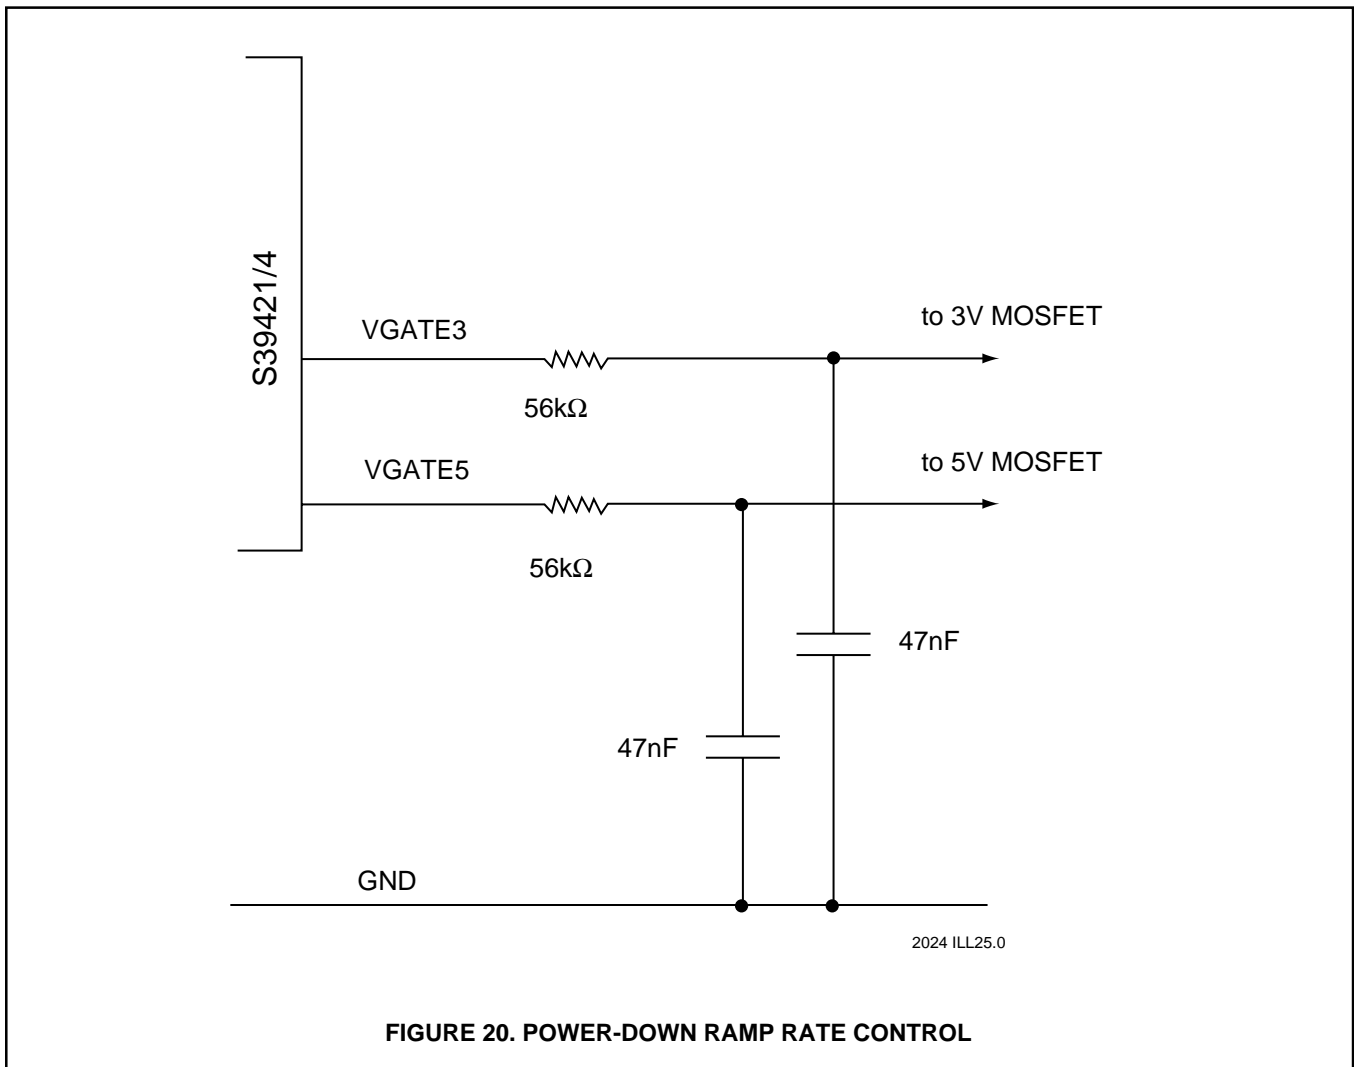 S39421/4
VGATE3
to 3V MOSFET
56kΩ
VGATE5
to 5V MOSFET
56kΩ
47nF
47nF
GND
2024 ILL25.0
FIGURE 20. POWER-DOWN RAMP RATE CONTROL